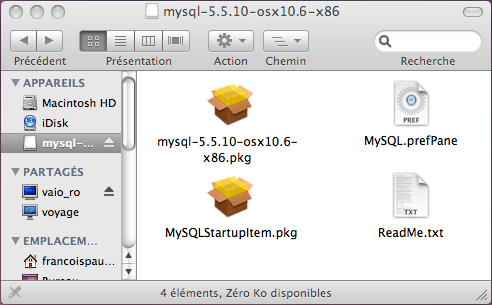 mysql-5.5.10-osx10.6-x86
Précédent
Présentation
Action
Chemin
Recherche
APPAREILS
Macintosh HD
iDisk
mysql-...
PARTAGÉS
vaio_ro
voyage
EMPLACEM...
francoispau...
Bureau
mysql-5.5.10-osx10.6-
x86.pkg
PREF
MySQL.prefPane
MySQLStartupItem.pkg
TXT
ReadMe.txt
4 éléments, Zéro Ko disponibles